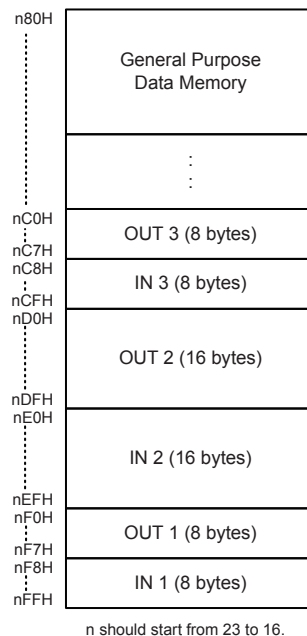 n80H
General Purpose
Data Memory
:
:
nC0H
OUT 3 (8 bytes)
nC7H
nC8H
IN 3 (8 bytes)
nCFH
nD0H
OUT 2 (16 bytes)
nDFH
nE0H
IN 2 (16 bytes)
nEFH
nF0H
OUT 1 (8 bytes)
nF7H
nF8H
IN 1 (8 bytes)
nFFH
n should start from 23 to 16.